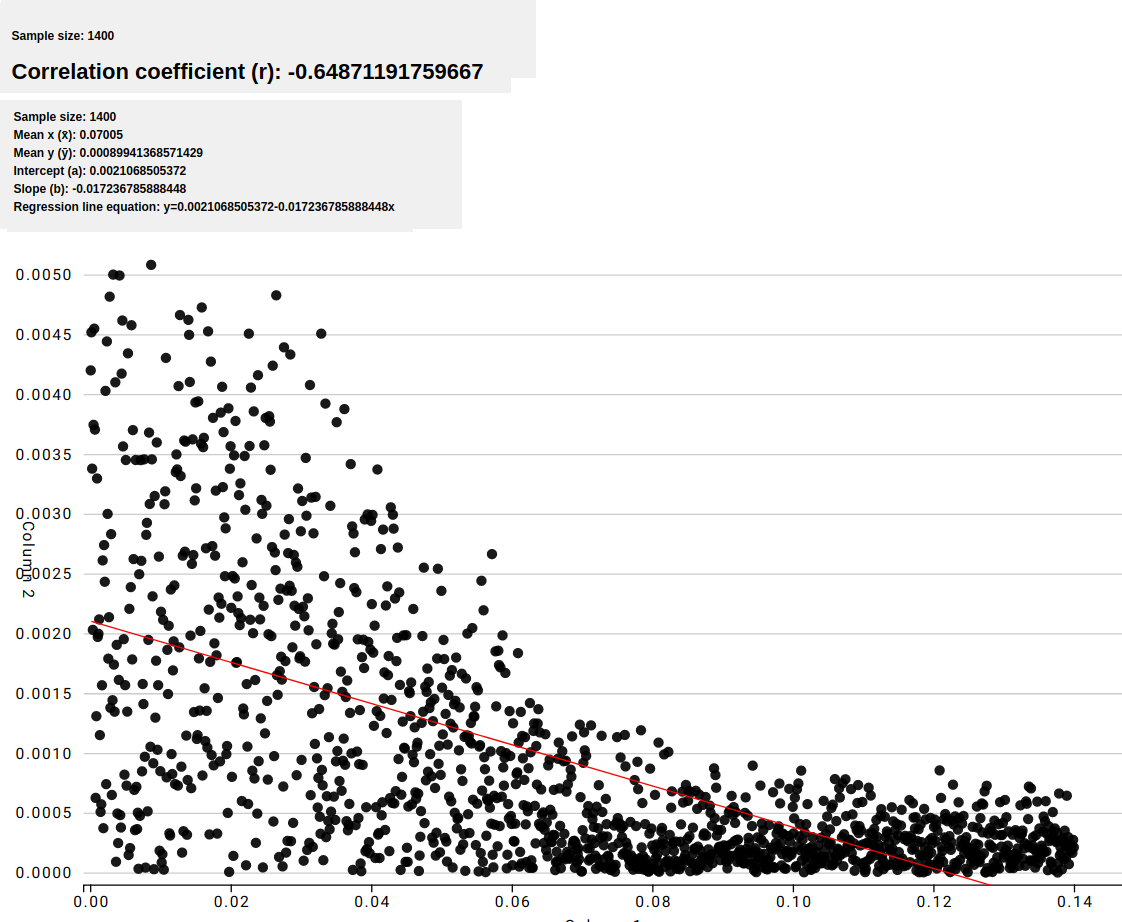 Sample size: 1400
Correlation coefficient (r): -0.64871191759667
Sample size: 1400
Mean x (x̄): 0.07005
Mean y (ȳ): 0.00089941368571429
Intercept (a): 0.0021068505372
Slope (b): -0.017236785888448
Regression line equation: y=0.0021068505372-0.017236785888448x
0.0050
0.0045
0.0040
0.0035
0.0030
Column 2
0.0025
0.0020
0.0015
0.0010
0.0005
0.0000
0.00 0.02 0.04 0.06 0.08 0.10 0.12 0.14